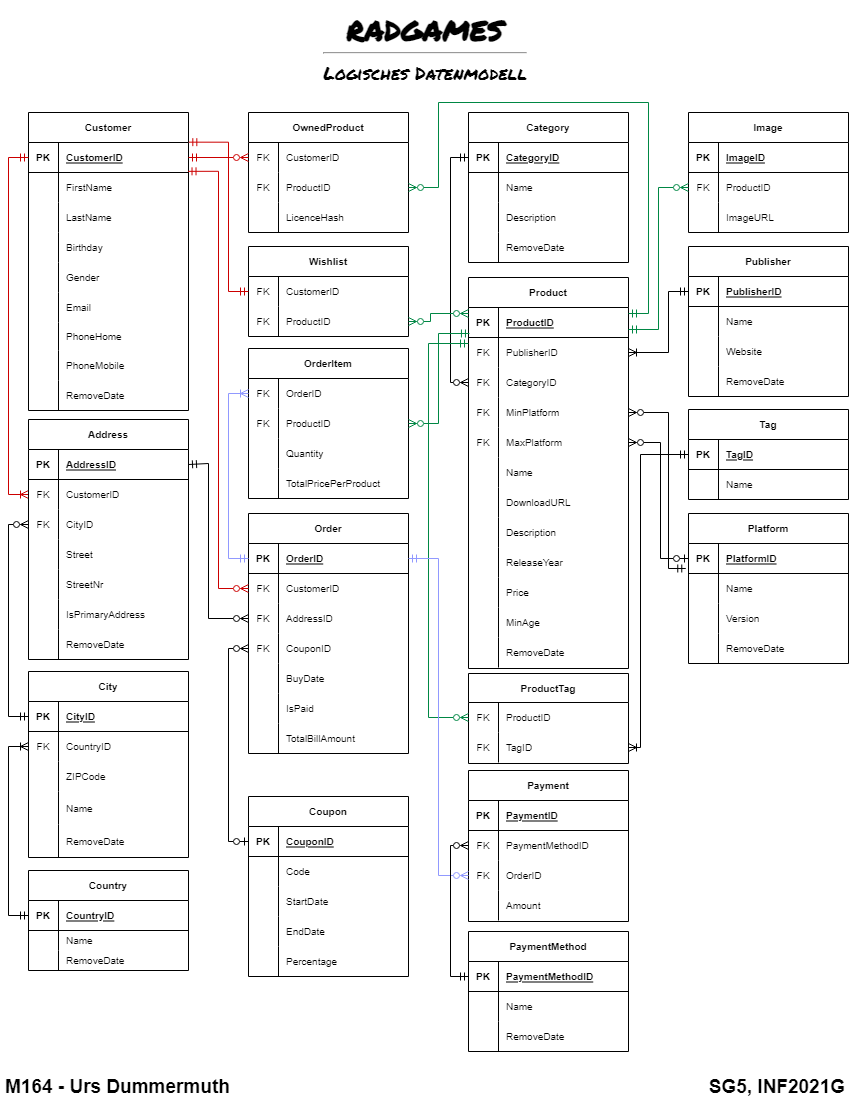 RADGAMES
Logisches Datenmodell
Customer
PK CustomerID
FirstName
LastName
Birthday
Gender
Email
PhoneHome
PhoneMobile
RemoveDate
Address
PK AddressID
FK CustomerID
FK CityID
Street
StreetNr
IsPrimaryAddress
RemoveDate
City
PK CityID
FK CountryID
ZIPCode
Name
RemoveDate
Country
PK CountryID
Name
RemoveDate
OwnedProduct
FK CustomerID
FK ProductID
LicenceHash
Wishlist
FK CustomerID
FK ProductID
OrderItem
FK OrderID
FK ProductID
Quantity
TotalPricePerProduct
Order
PK OrderID
FK CustomerID
FK AddressID
FK CouponID
BuyDate
IsPaid
TotalBillAmount
Coupon
PK CouponID
Code
StartDate
EndDate
Percentage
Category
PK CategoryID
Name
Description
RemoveDate
Product
PK ProductID
FK PublisherID
FK CategoryID
FK MinPlatform
FK MaxPlatform
Name
DownloadURL
Description
ReleaseYear
Price
MinAge
RemoveDate
ProductTag
FK ProductID
FK TagID
Payment
PK PaymentID
FK PaymentMethodID
FK OrderID
Amount
PaymentMethod
PK PaymentMethodID
Name
RemoveDate
Image
PK ImageID
FK ProductID
ImageURL
Publisher
PK PublisherID
Name
Website
RemoveDate
Tag
PK TagID
Name
Platform
PK PlatformID
Name
Version
RemoveDate
M164 - Urs Dummermuth
SG5, INF2021G